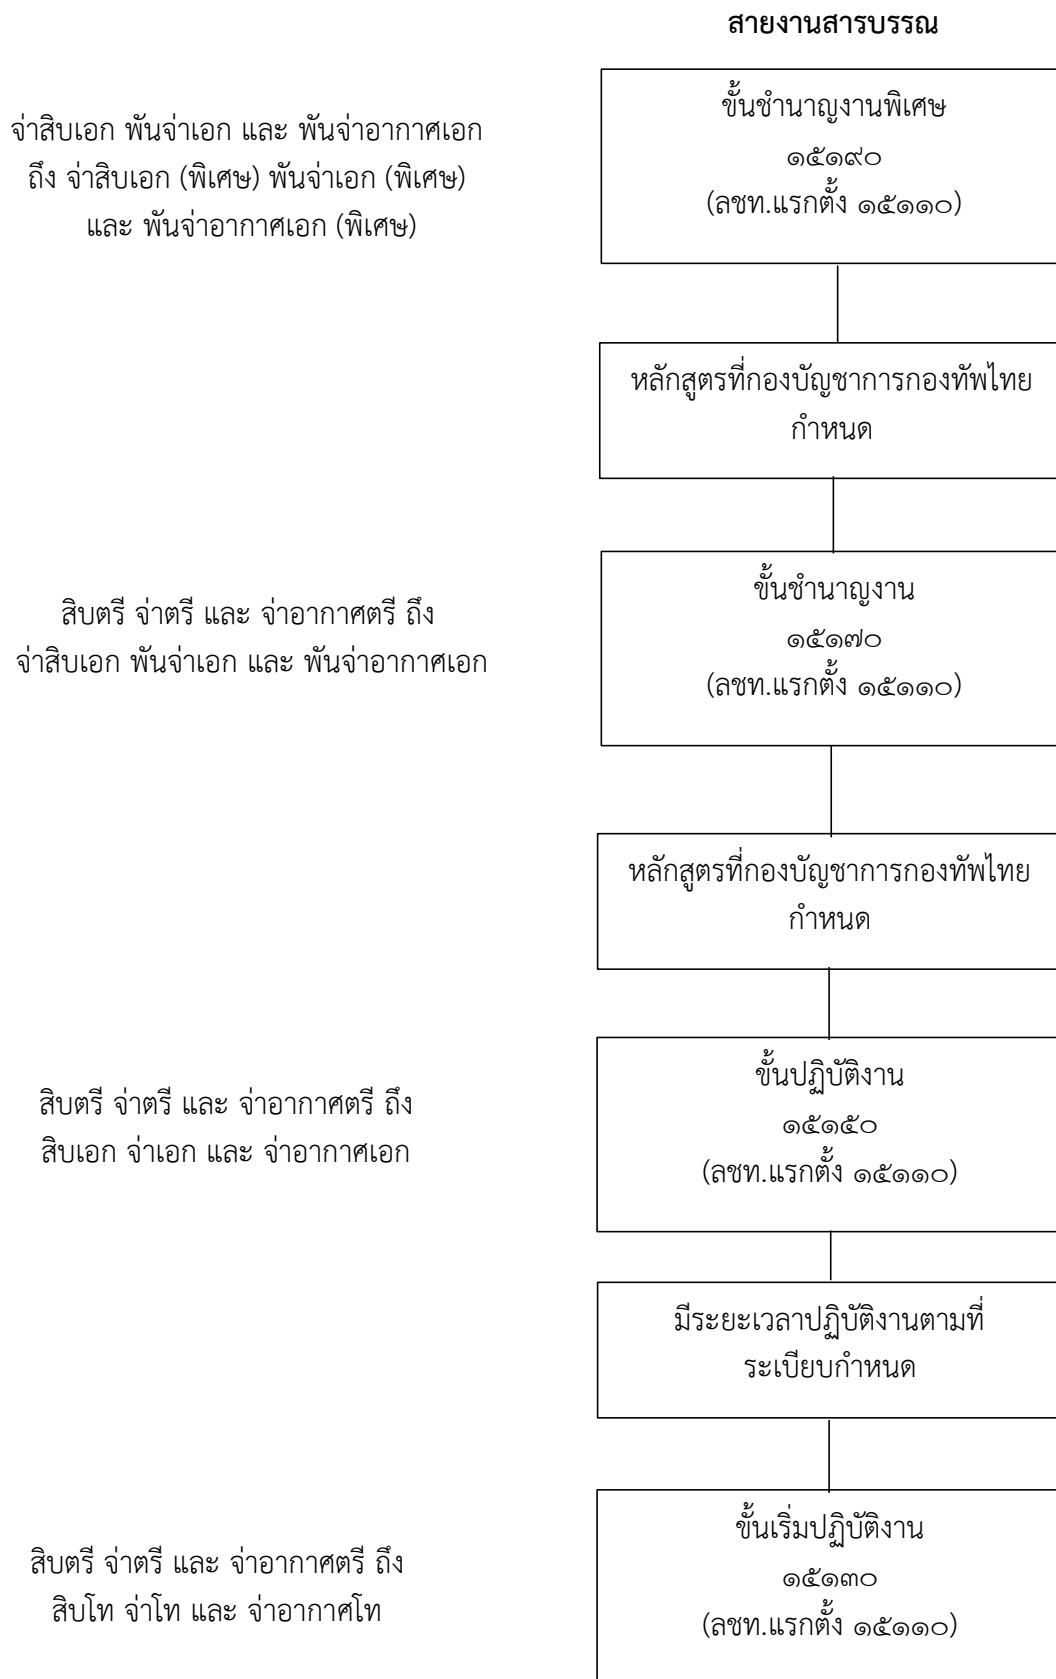 สายงานสารบรรณ
จ่าสิบเอก พันจ่าเอก และ พันจ่าอากาศเอก
ถึง จ่าสิบเอก (พิเศษ) พันจ่าเอก (พิเศษ)
และ พันจ่าอากาศเอก (พิเศษ)
ขั้นชำนาญงานพิเศษ
๑๕๑๙๐
(ลชท.แรกตั้ง ๑๕๑๑๐)
หลักสูตรที่กองบัญชาการกองทัพไทย
กำหนด
สิบตรี จ่าตรี และ จ่าอากาศตรี ถึง
จ่าสิบเอก พันจ่าเอก และ พันจ่าอากาศเอก
ขั้นชำนาญงาน
๑๕๑๗๐
(ลชท.แรกตั้ง ๑๕๑๑๐)
หลักสูตรที่กองบัญชาการกองทัพไทย
กำหนด
สิบตรี จ่าตรี และ จ่าอากาศตรี ถึง
สิบเอก จ่าเอก และ จ่าอากาศเอก
ขั้นปฏิบัติงาน
๑๕๑๕๐
(ลชท.แรกตั้ง ๑๕๑๑๐)
มีระยะเวลาปฏิบัติงานตามที่
ระเบียบกำหนด
สิบตรี จ่าตรี และ จ่าอากาศตรี ถึง
สิบโท จ่าโท และ จ่าอากาศโท
ขั้นเริ่มปฏิบัติงาน
๑๕๑๓๐
(ลชท.แรกตั้ง ๑๕๑๑๐)